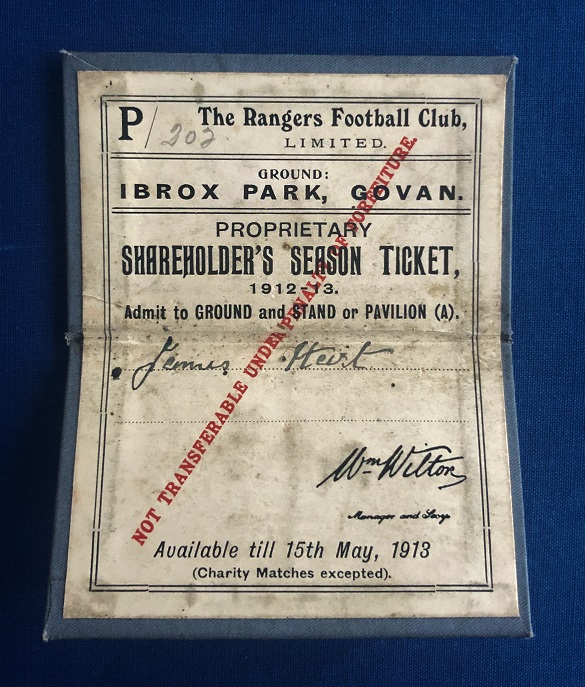 P/202
The Rangers Football Club,
LIMITED.
GROUND:
IBROX PARK, GOVAN.
PROPRIETARY
SHAREHOLDER'S SEASON TICKET,
1912-13.
Admit to GROUND and STAND or PAVILION (A).
James
Wm Wilton
Manager and Secy
Available till 15th May, 1913
(Charity Matches excepted).
NOT TRANSFERABLE UNDER PENALTY OF FORFEITURE.